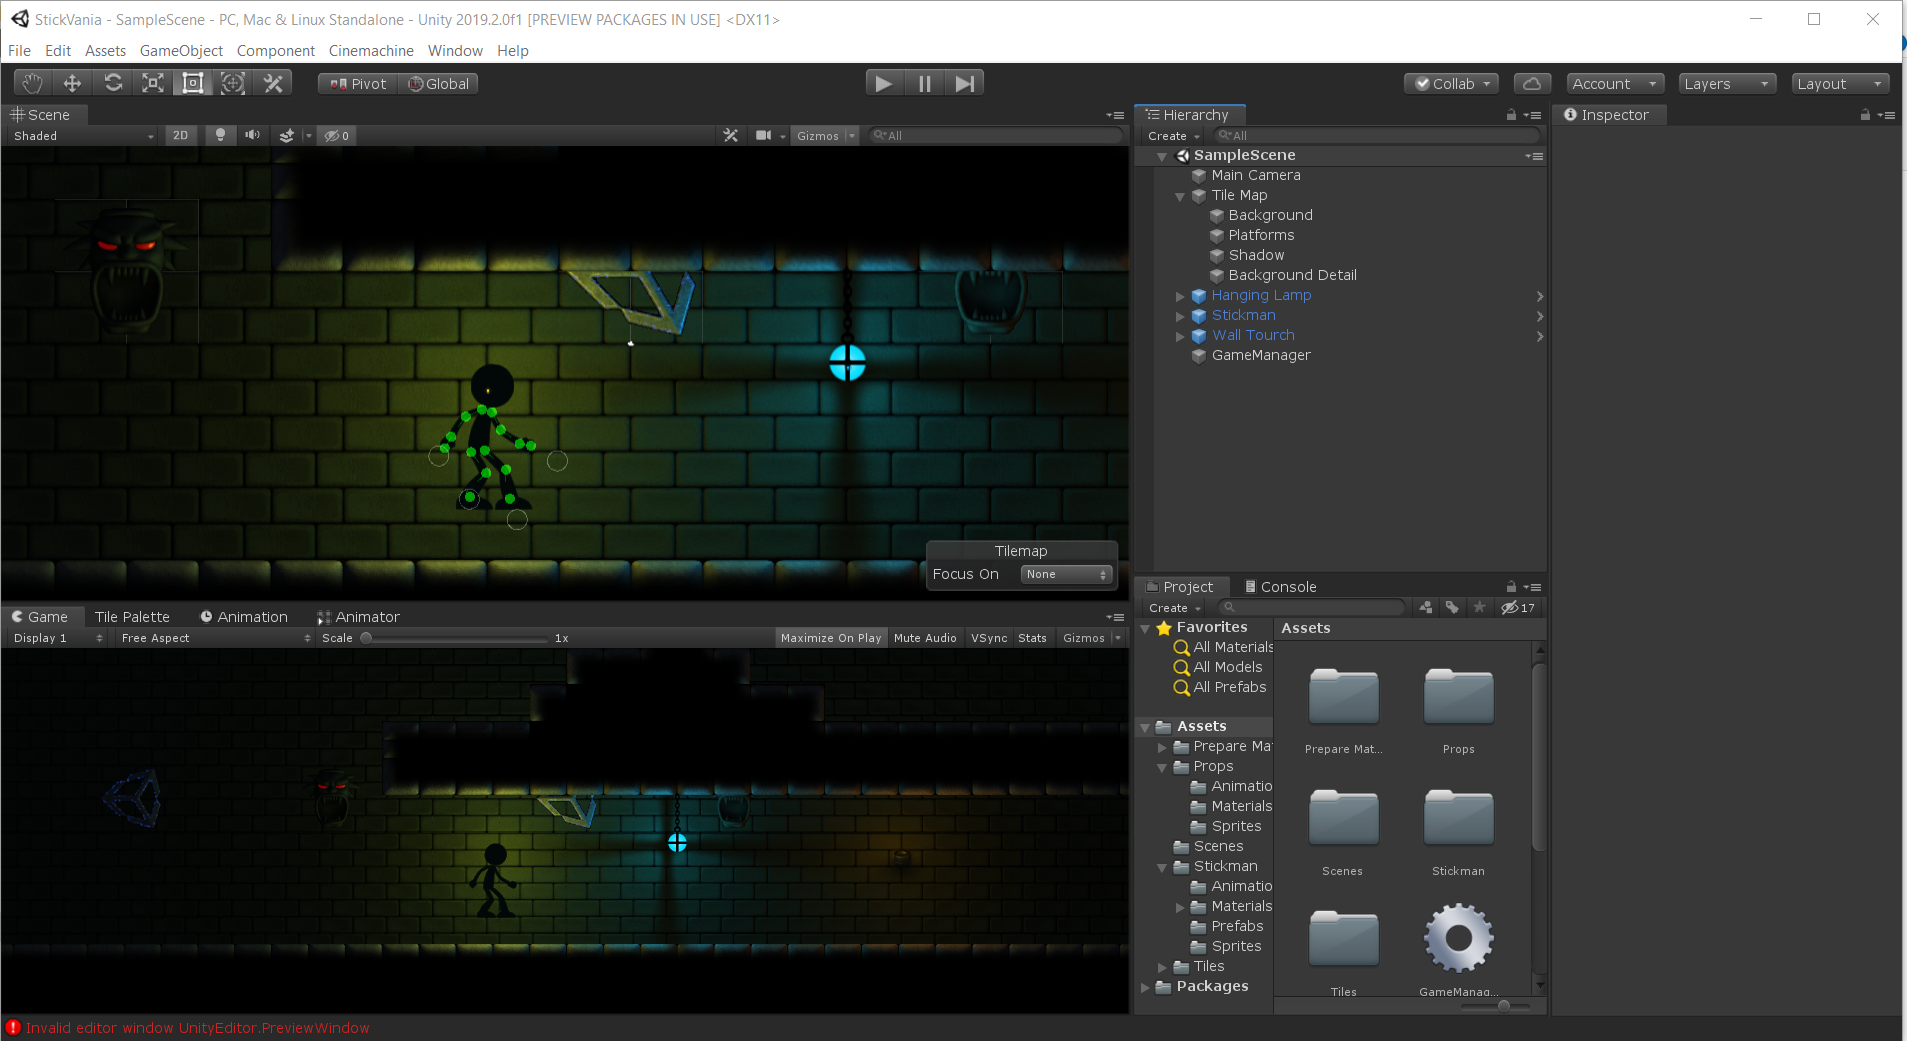 StickVania - SampleScene - PC, Mac & Linux Standalone - Unity 2019.2.0f1 [PREVIEW PACKAGES IN USE] <DX11>
File Edit Assets GameObject Component Cinemachine Window Help
Pivot Global Collab Account Layers Layout
Scene
Shaded 2D 0 Gizmos All
Tilemap
Focus On None
Game Tile Palette Animation Animator
Display 1 Free Aspect Scale 1x Maximize On Play Mute Audio VSync Stats Gizmos
Hierarchy
Create All
SampleScene
Main Camera
Tile Map
Background
Platforms
Shadow
Background Detail
Hanging Lamp
Stickman
Wall Tourch
GameManager
Inspector
Project Console
Create 17
Favorites
All Materials
All Models
All Prefabs
Assets
Prepare Ma
Props
Animatio
Materials
Sprites
Scenes
Stickman
Animatio
Materials
Prefabs
Sprites
Tiles
Packages
Assets
Prepare Mat... Props
Scenes Stickman
Tiles GameManag...
Invalid editor window UnityEditor.PreviewWindow